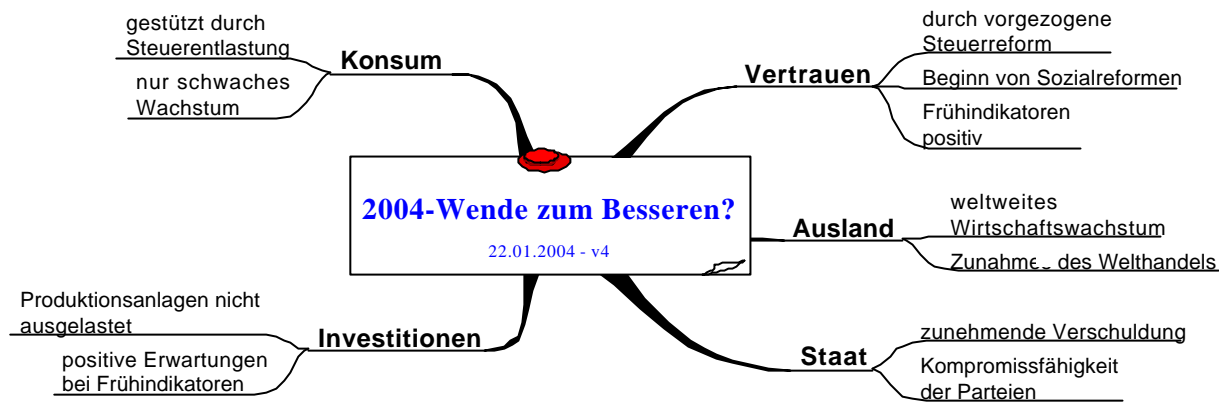 gestützt durch
Steuerentlastung
Konsum
nur schwaches
Wachstum
durch vorgezogene
Steuerreform
Vertrauen
Beginn von Sozialreformen
Frühindikatoren
positiv
2004-Wende zum Besseren?
22.01.2004 - v4
weltweites
Wirtschaftswachstum
Ausland
Zunahme des Welthandels
Produktionsanlagen nicht
ausgelastet
Investitionen
positive Erwartungen
bei Frühindikatoren
zunehmende Verschuldung
Staat
Kompromissfähigkeit
der Parteien